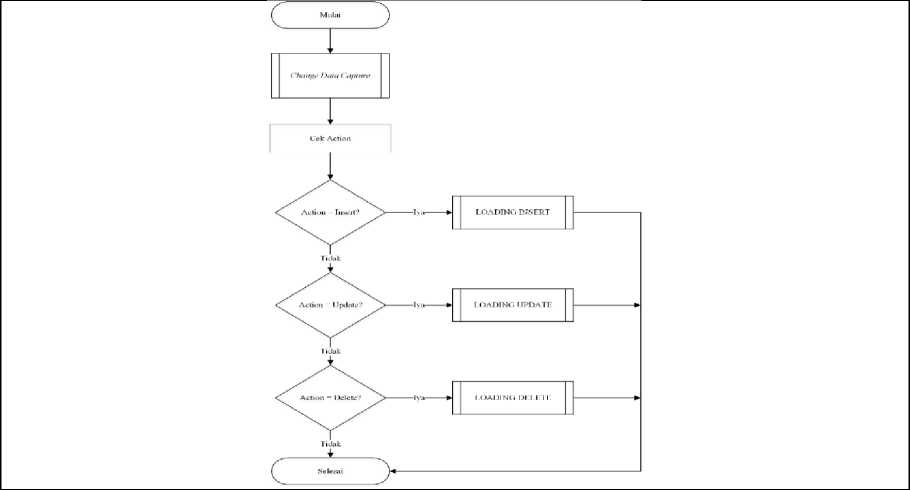 Mulai
Change Data Capture
Cek Action
Action = Insert?
Iya
LOADING INSERT
Tidak
Action = Update?
Iya
LOADING UPDATE
Tidak
Action = Delete?
Iya
LOADING DELETE
Tidak
Selesai